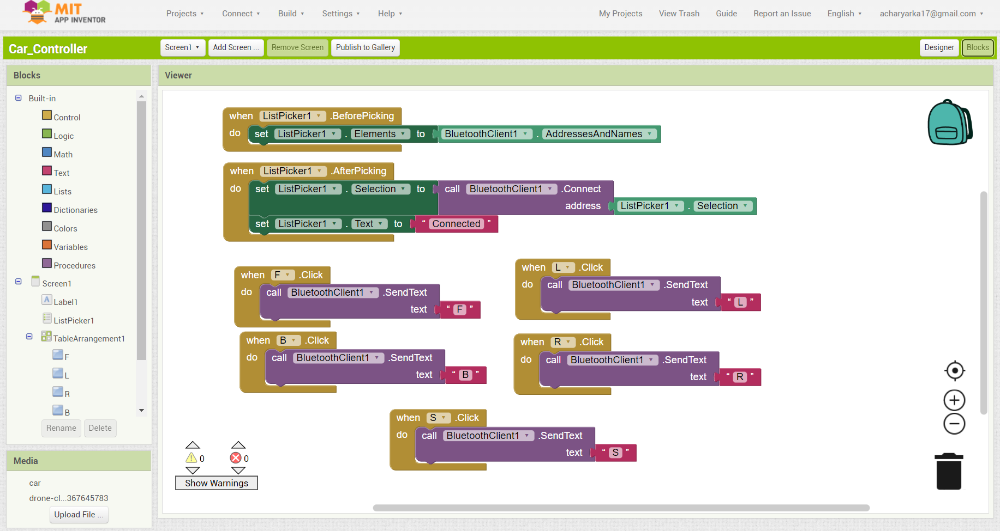 MIT
APP INVENTOR
Projects
Connect
Build
Settings
Help
My Projects
View Trash
Guide
Report an Issue
English
acharyarka17@gmail.com
Car_Controller
Screen1
Add Screen ...
Remove Screen
Publish to Gallery
Designer
Blocks
Blocks
Built-in
Control
Logic
Math
Text
Lists
Dictionaries
Colors
Variables
Procedures
Screen1
Label1
A
ListPicker1
TableArrangement1
F
L
R
B
Rename
Delete
Media
car
drone-cl...367645783
Upload File ...
Viewer
when ListPicker1 .BeforePicking
do set ListPicker1 . Elements to BluetoothClient1 . AddressesAndNames
when ListPicker1 .AfterPicking
do set ListPicker1 . Selection to call BluetoothClient1 .Connect
address ListPicker1 . Selection
set ListPicker1 . Text to “ Connected ”
when F .Click
do call BluetoothClient1 .SendText
text “ F ”
when L .Click
do call BluetoothClient1 .SendText
text “ L ”
when B .Click
do call BluetoothClient1 .SendText
text “ B ”
when R .Click
do call BluetoothClient1 .SendText
text “ R ”
when S .Click
do call BluetoothClient1 .SendText
text “ S ”
0
0
Show Warnings